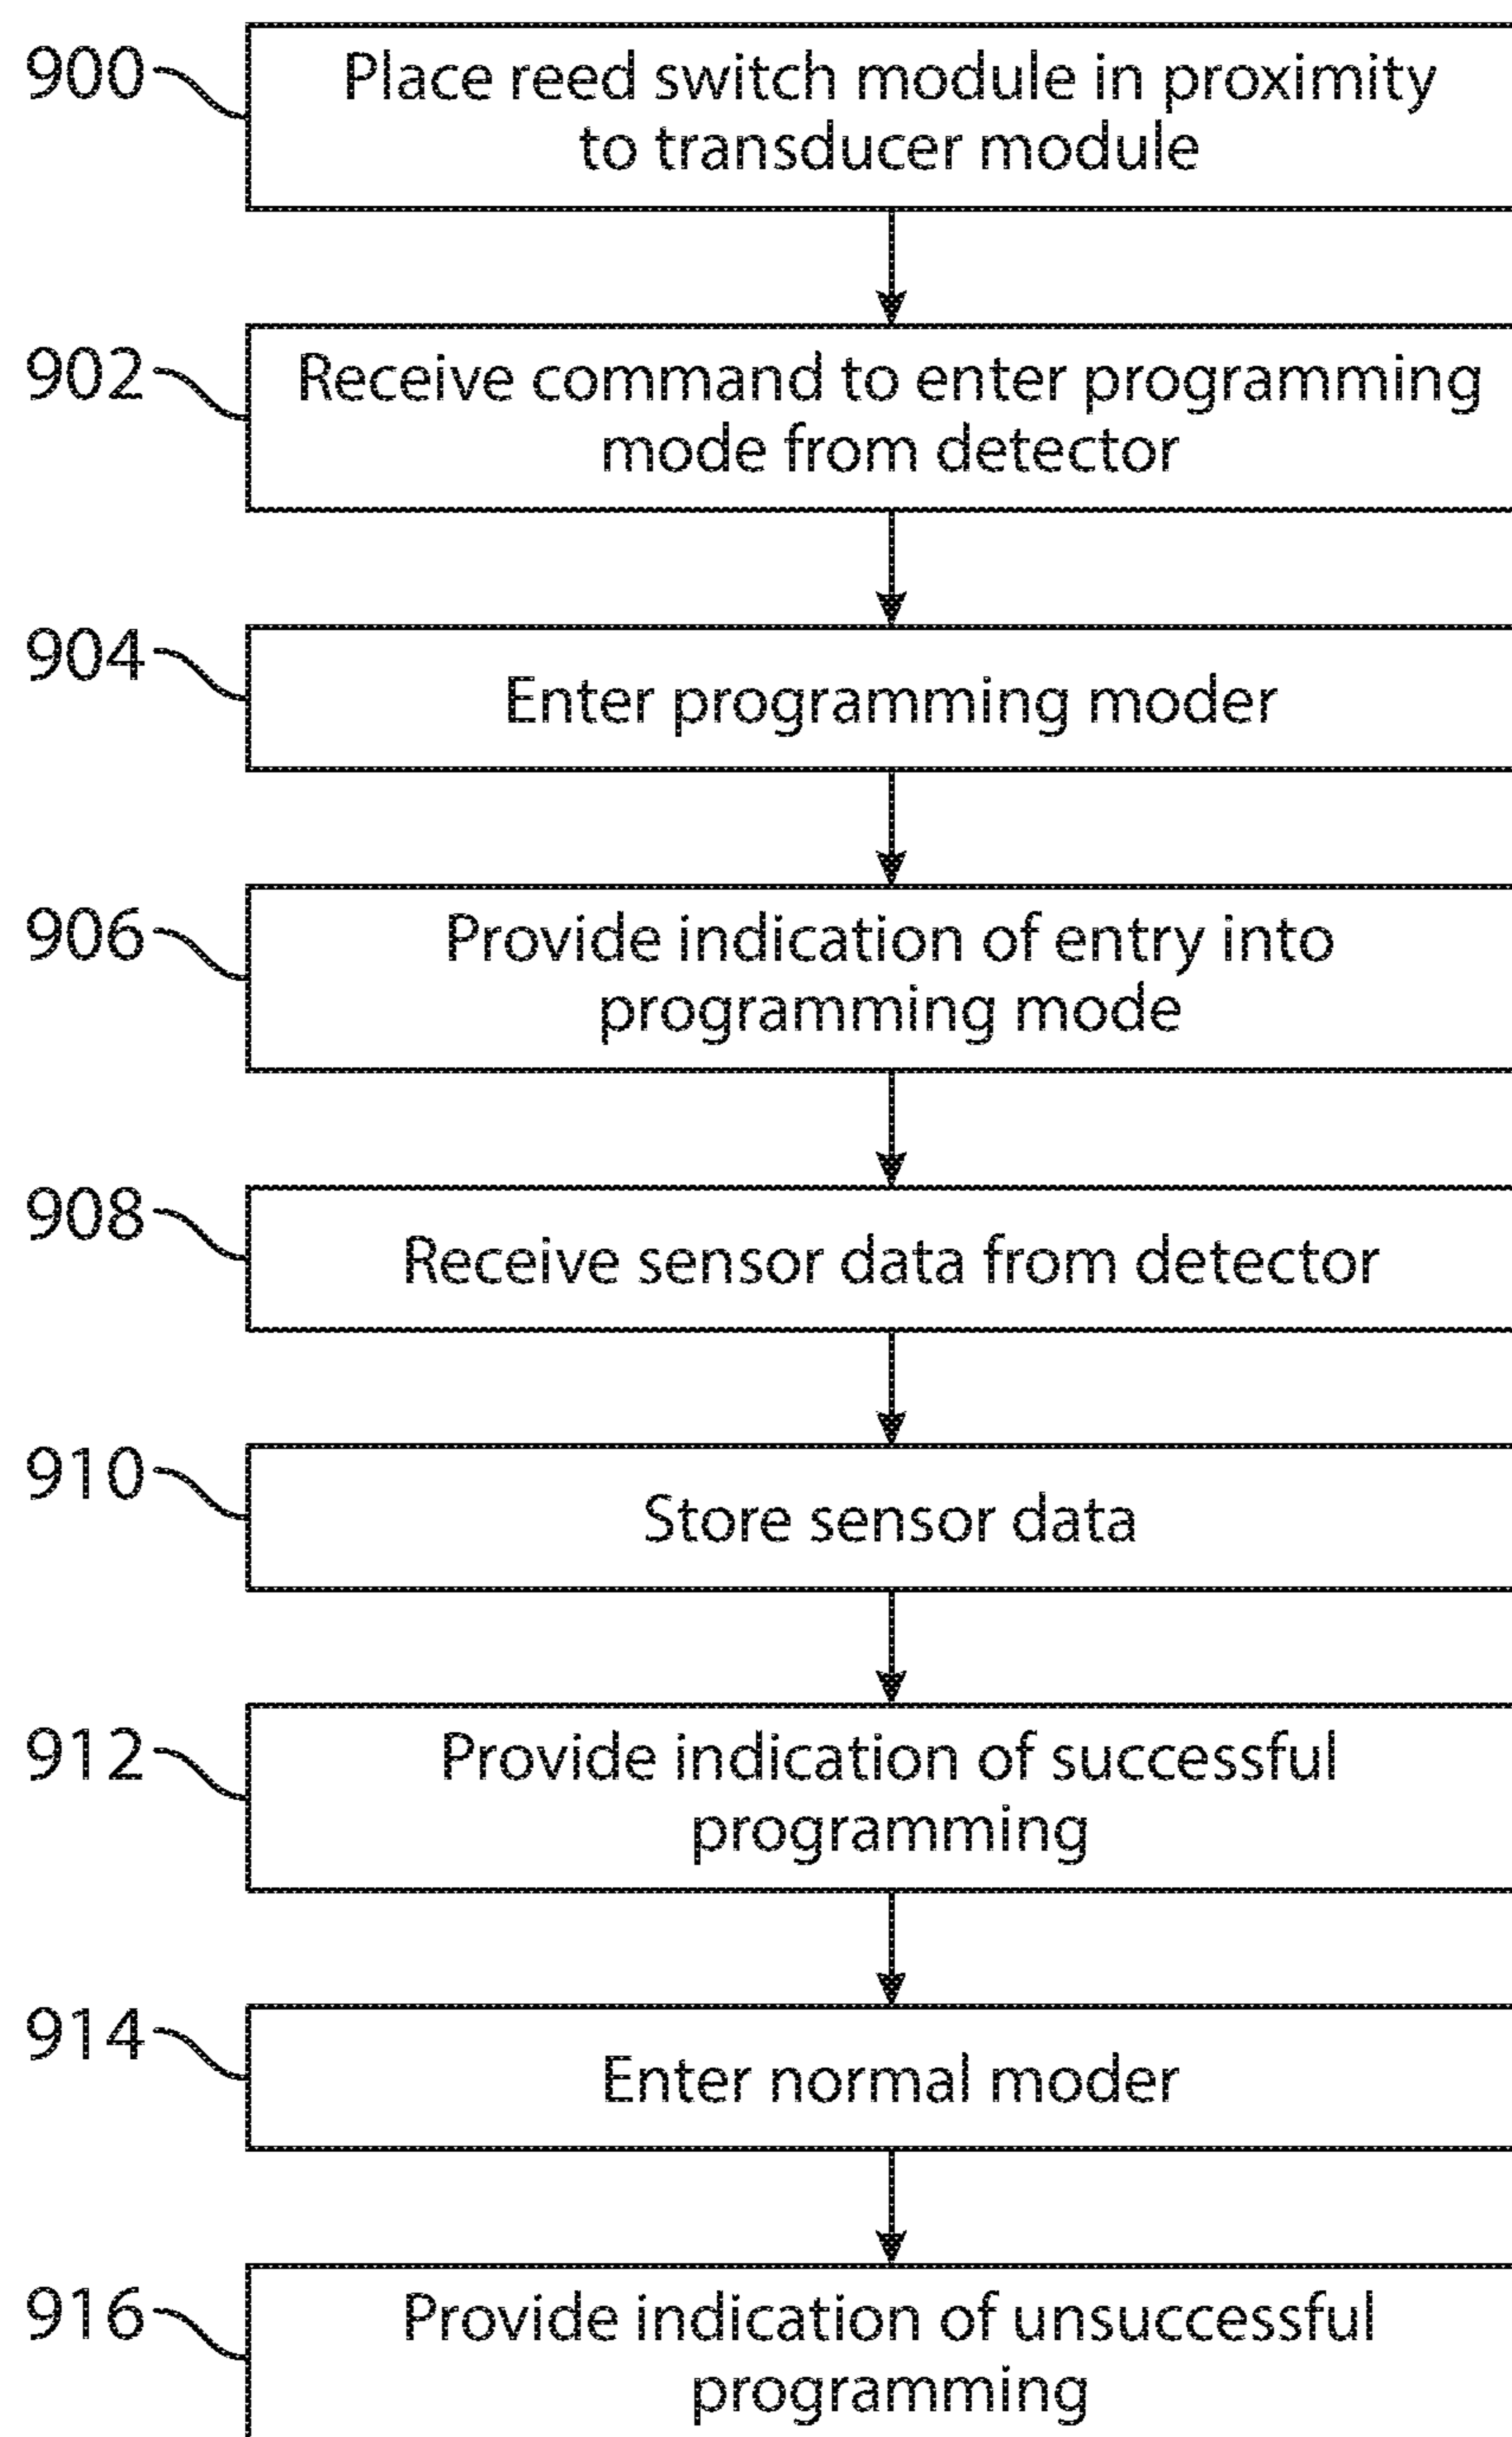 900
Place reed switch module in proximity
to transducer module
902
Receive command to enter programming
mode from detector
904
Enter programming moder
906
Provide indication of entry into
programming mode
908
Receive sensor data from detector
910
Store sensor data
912
Provide indication of successful
programming
914
Enter normal moder
916
Provide indication of unsuccessful
programming